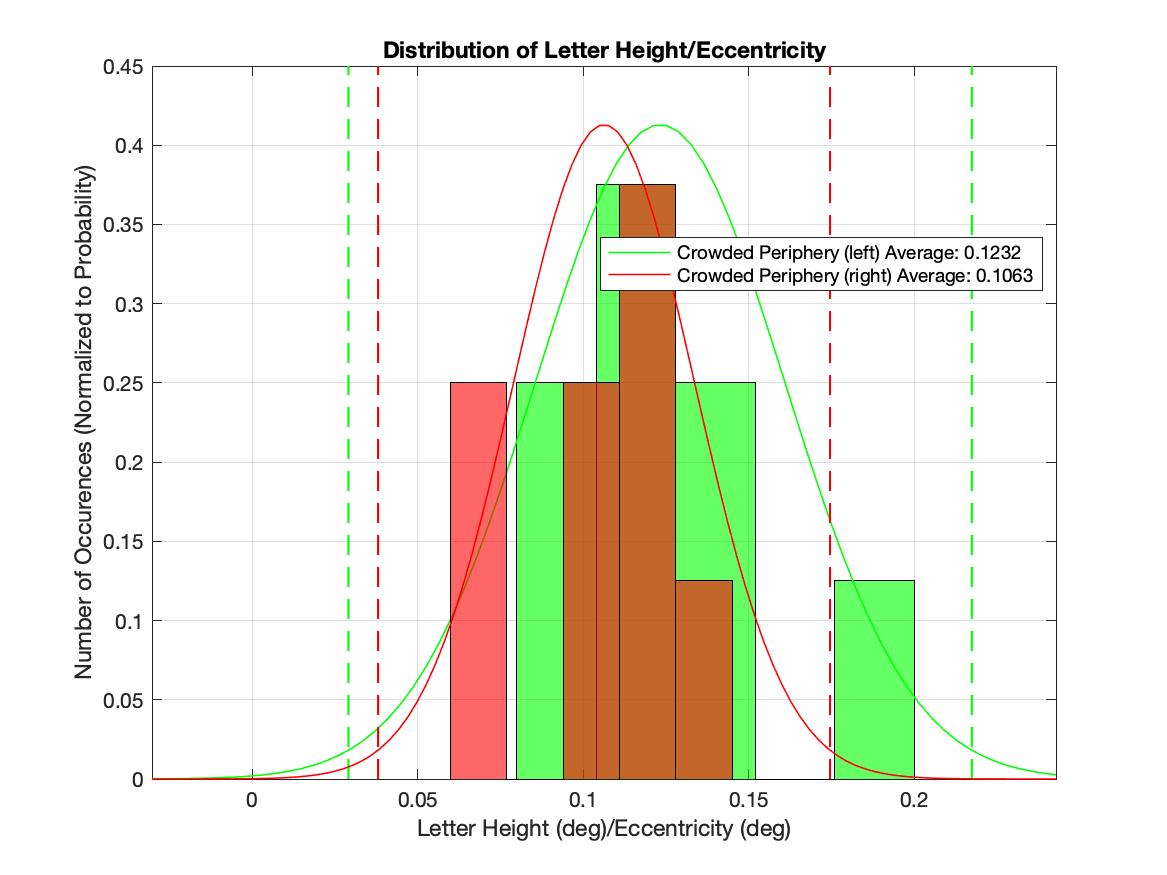 Distribution of Letter Height/Eccentricity
0.45
0.4
0.35
0.3
0.25
0.2
0.15
0.1
0.05
0
Number of Occurences (Normalized to Probability)
Crowded Periphery (left) Average: 0.1232
Crowded Periphery (right) Average: 0.1063
0 0.05 0.1 0.15 0.2
Letter Height (deg)/Eccentricity (deg)